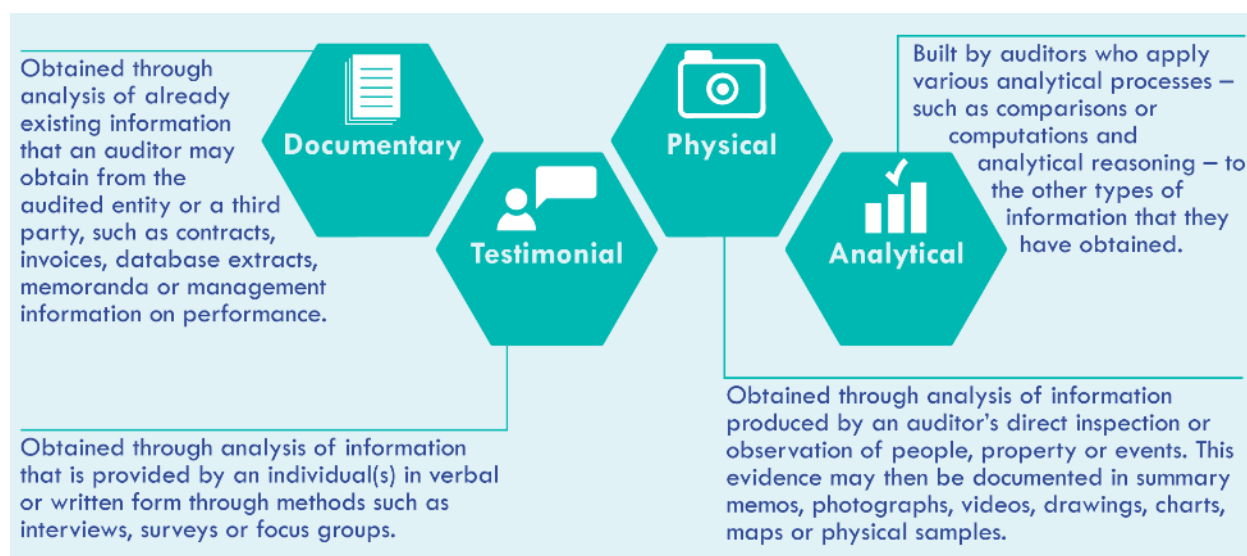 Documentary
Obtained through
analysis of already
existing information
that an auditor may
obtain from the
audited entity or a third
party, such as contracts,
invoices, database extracts,
memoranda or management
information on performance.
Testimonial
Obtained through analysis of information
that is provided by an individual(s) in verbal
or written form through methods such as
interviews, surveys or focus groups.
Physical
Obtained through analysis of information
produced by an auditor's direct inspection or
observation of people, property or events. This
evidence may then be documented in summary
memos, photographs, videos, drawings, charts,
maps or physical samples.
Analytical
Built by auditors who apply
various analytical processes –
such as comparisons or
computations and
analytical reasoning – to
the other types of
information that they
have obtained.